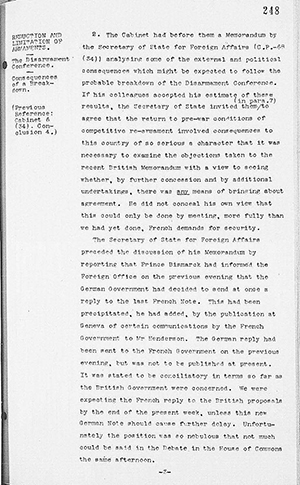 248
REDUCTION AND
LIMITATION OF
ARMAMENTS.
The Disarmament
Conference.
Consequences
of a Break-
down.
(Previous
Reference:
Cabinet 6
(34). Con-
clusion 4.)
2. The Cabinet had before them a Memorandum by
the Secretary of State for Foreign Affairs (C.P.-68
(34)) analysing some of the external and political
consequences which might be expected to follow the
probable breakdown of the Disarmament Conference.
If his colleagues accepted his estimate of these
(in para.7)
results, the Secretary of State invited them/to
agree that the return to pre-war conditions of
competitive re-armament involved consequences to
this country of so serious a character that it was
necessary to examine the objections taken to the
recent British Memorandum with a view to seeing
whether, by further concession and by additional
undertakings, there was any means of bringing about
agreement. He did not conceal his own view that
this could only be done by meeting, more fully than
we had yet done, French demands for security.
The Secretary of State for Foreign Affairs
preceded the discussion of his Memorandum by
reporting that Prince Bismarck had informed the
Foreign Office on the previous evening that the
German Government had decided to send at once a
reply to the last French Note. This had been
precipitated, he had added, by the publication at
Geneva of certain communications by the French
Government to Mr Henderson. The German reply had
been sent to the French Government on the previous
evening, but was not to be published at present.
It was stated to be conciliatory in terms so far as
the British Government were concerned. We were
expecting the French reply to the British proposals
by the end of the present week, unless this new
German Note should cause further delay. Unfortu-
nately the position was so nebulous that not much
could be said in the Debate in the House of Commons
the same afternoon.